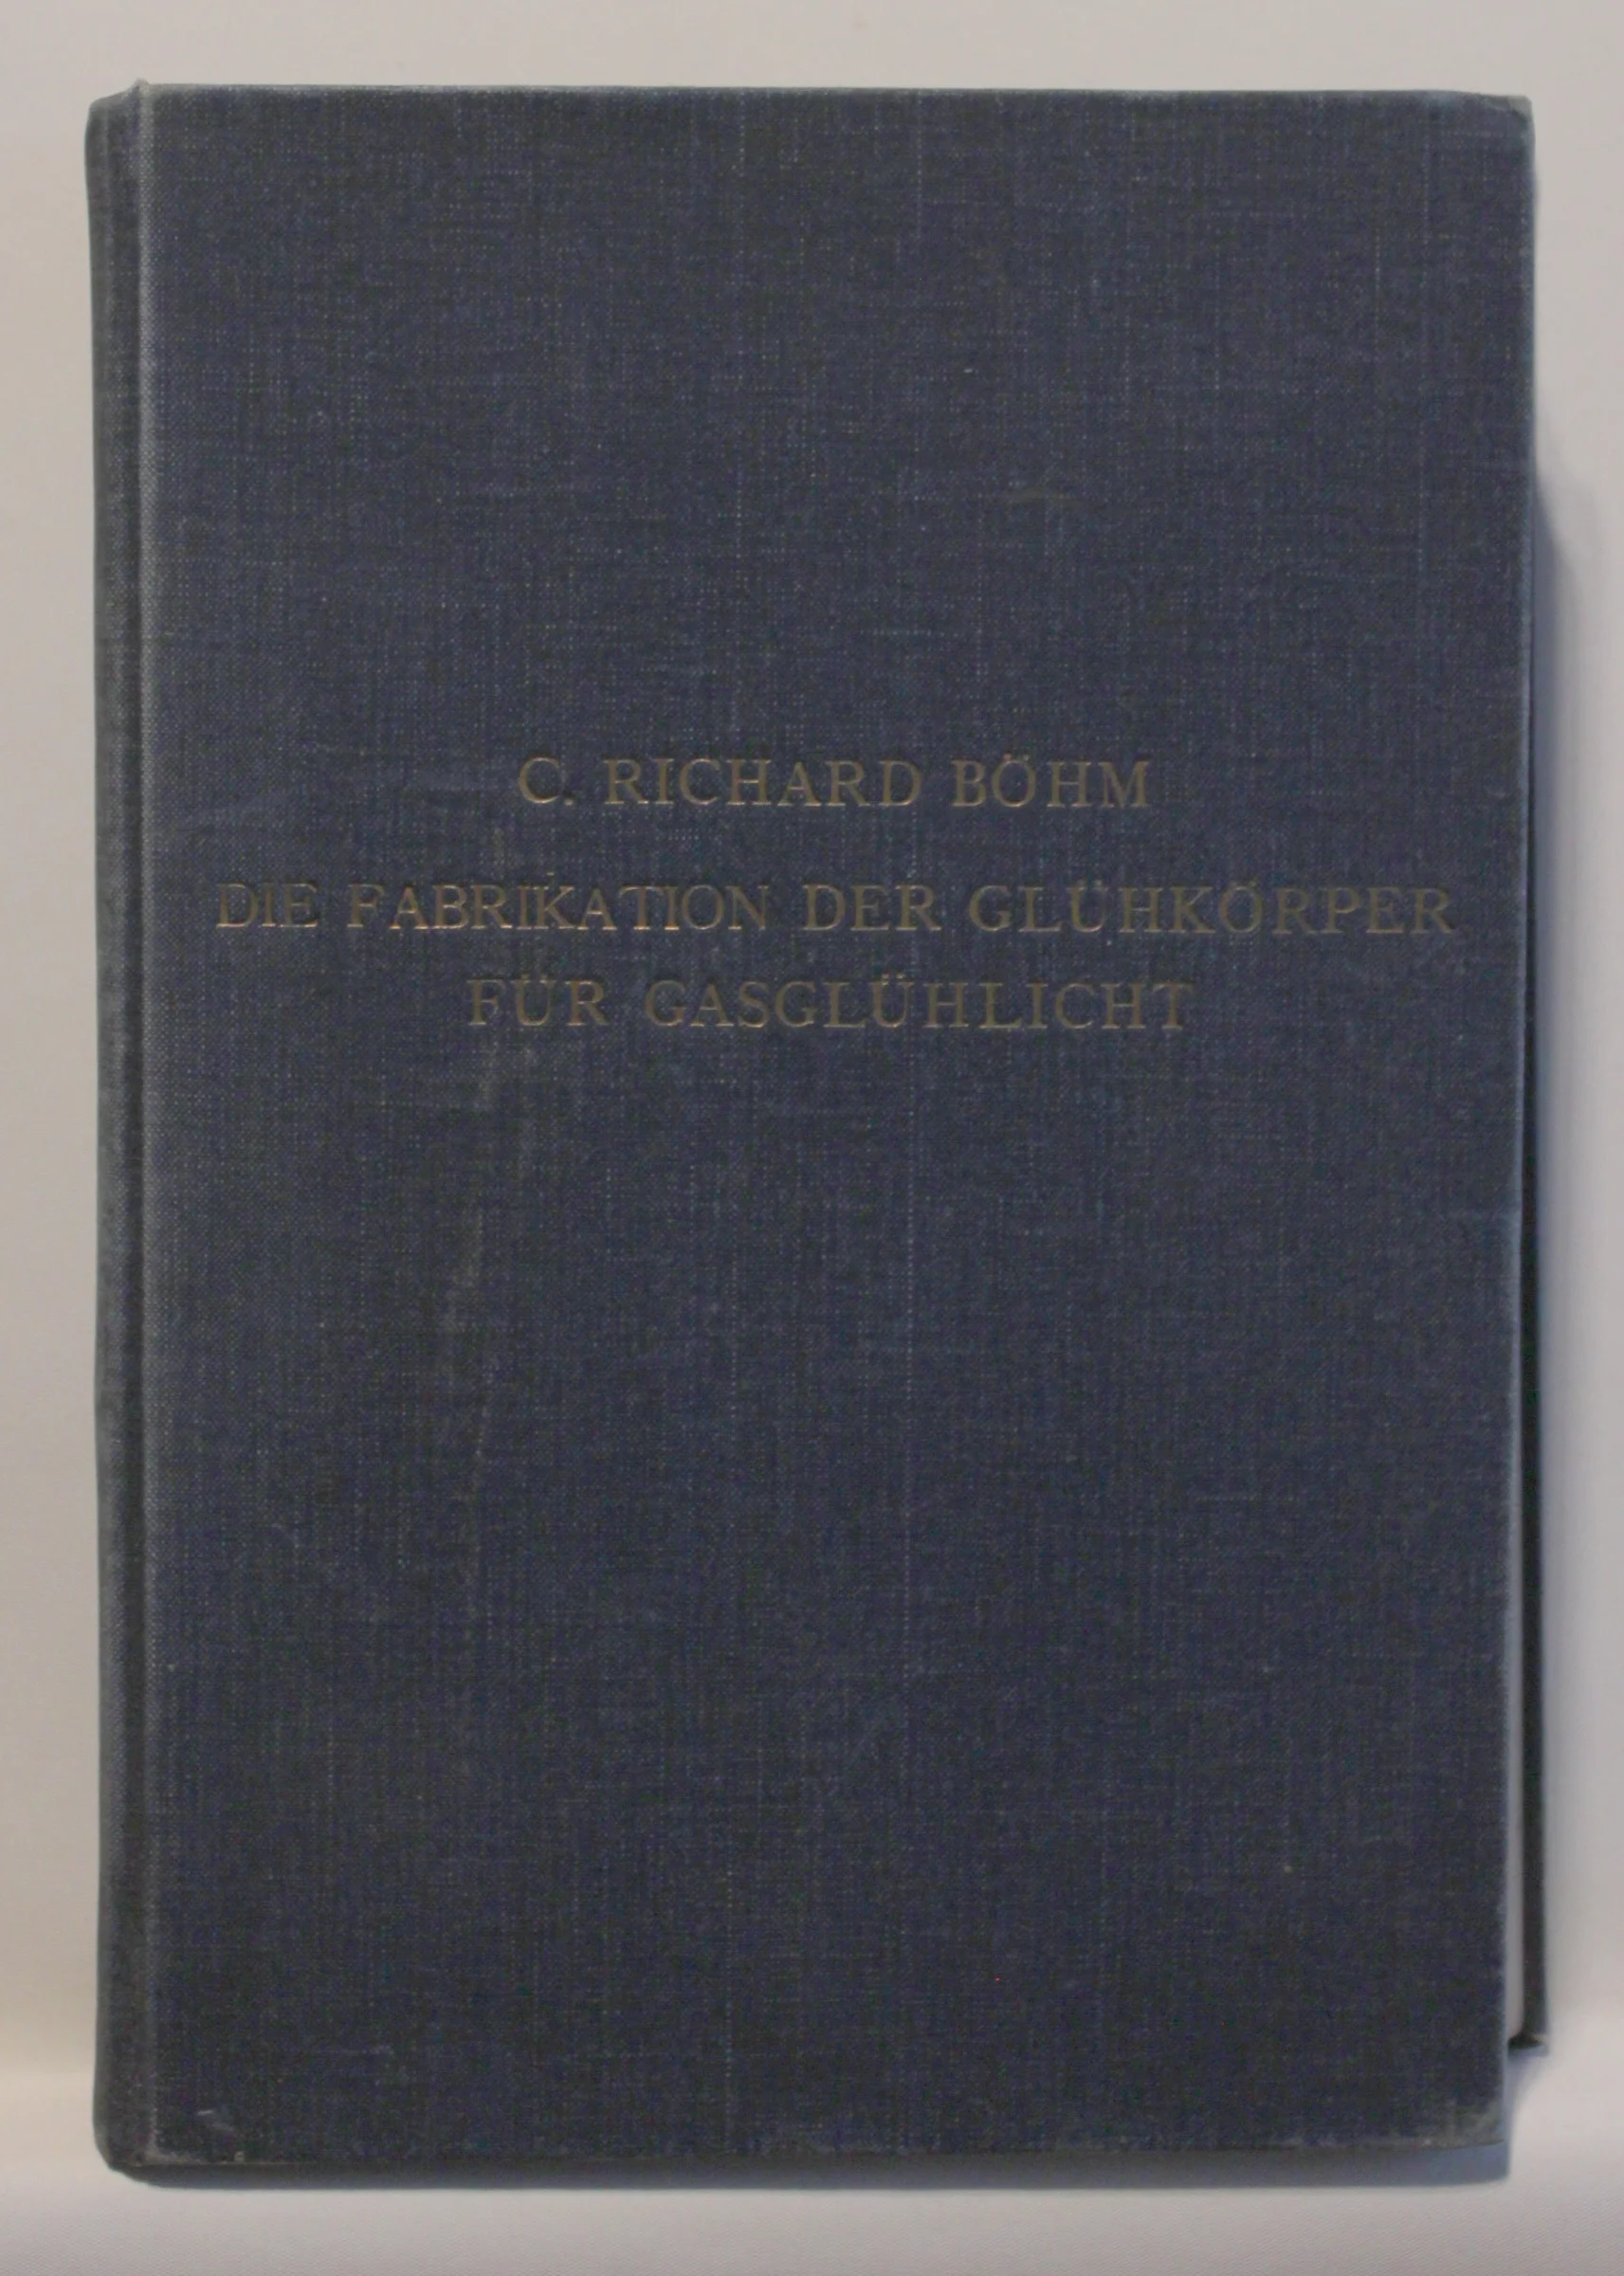 C. RICHARD BÖHM
DIE FABRIKATION DER GLÜHKÖRPER
FÜR GASGLÜHLICHT